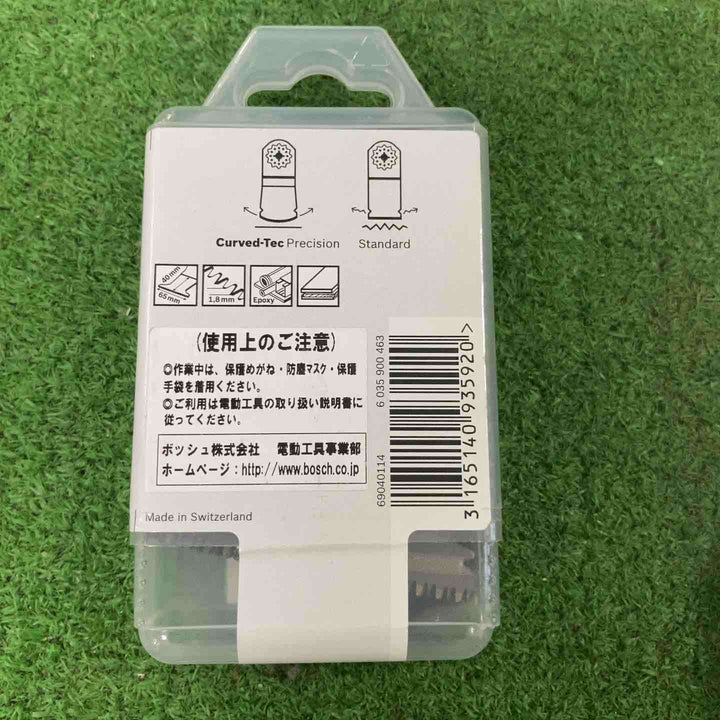 Curved-Tec Precision
Standard
40 mm
65 mm
1,8 mm
Epoxy
(使用上のご注意)
◎作業中は、保護めがね・防塵マスク・保護
手袋を着用ください。
◎ご利用は電動工具の取り扱い説明書に
従ってください。
ボッシュ株式会社 電動工具事業部
ホームページ:http://www.bosch.co.jp
Made in Switzerland
69040114
6 035 900 463
3 165140 935920 >